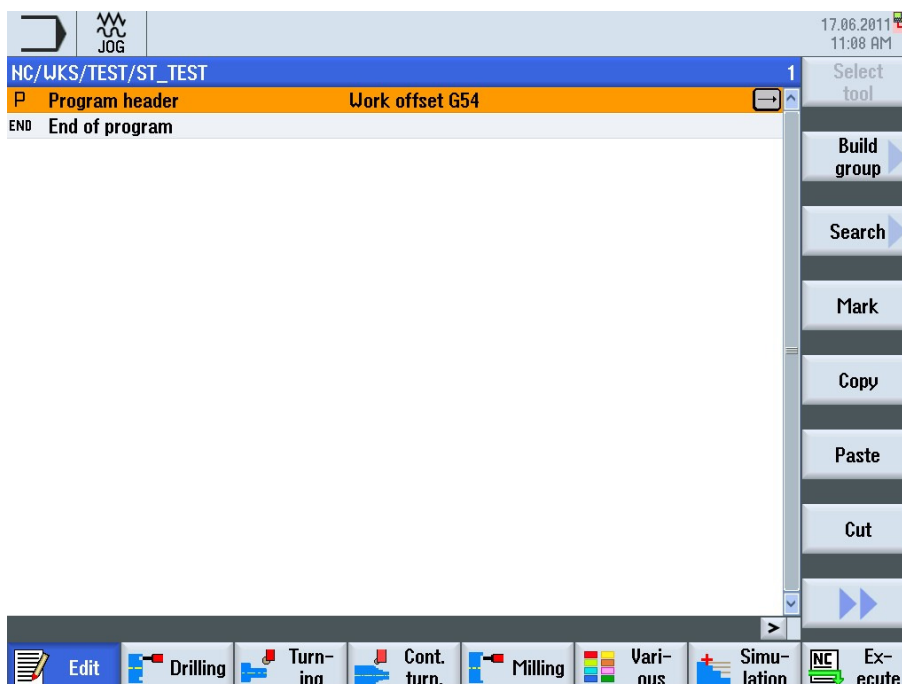 JOG
17.06.2011
11:08 AM
NC/WKS/TEST/ST_TEST 1
P Program header Work offset G54
END End of program
Select
tool
Build
group
Search
Mark
Copy
Paste
Cut
>
Edit
Drilling
Turn-
ing
Cont.
turn.
Milling
Vari-
ous
Simu-
lation
NC
Ex-
ecute